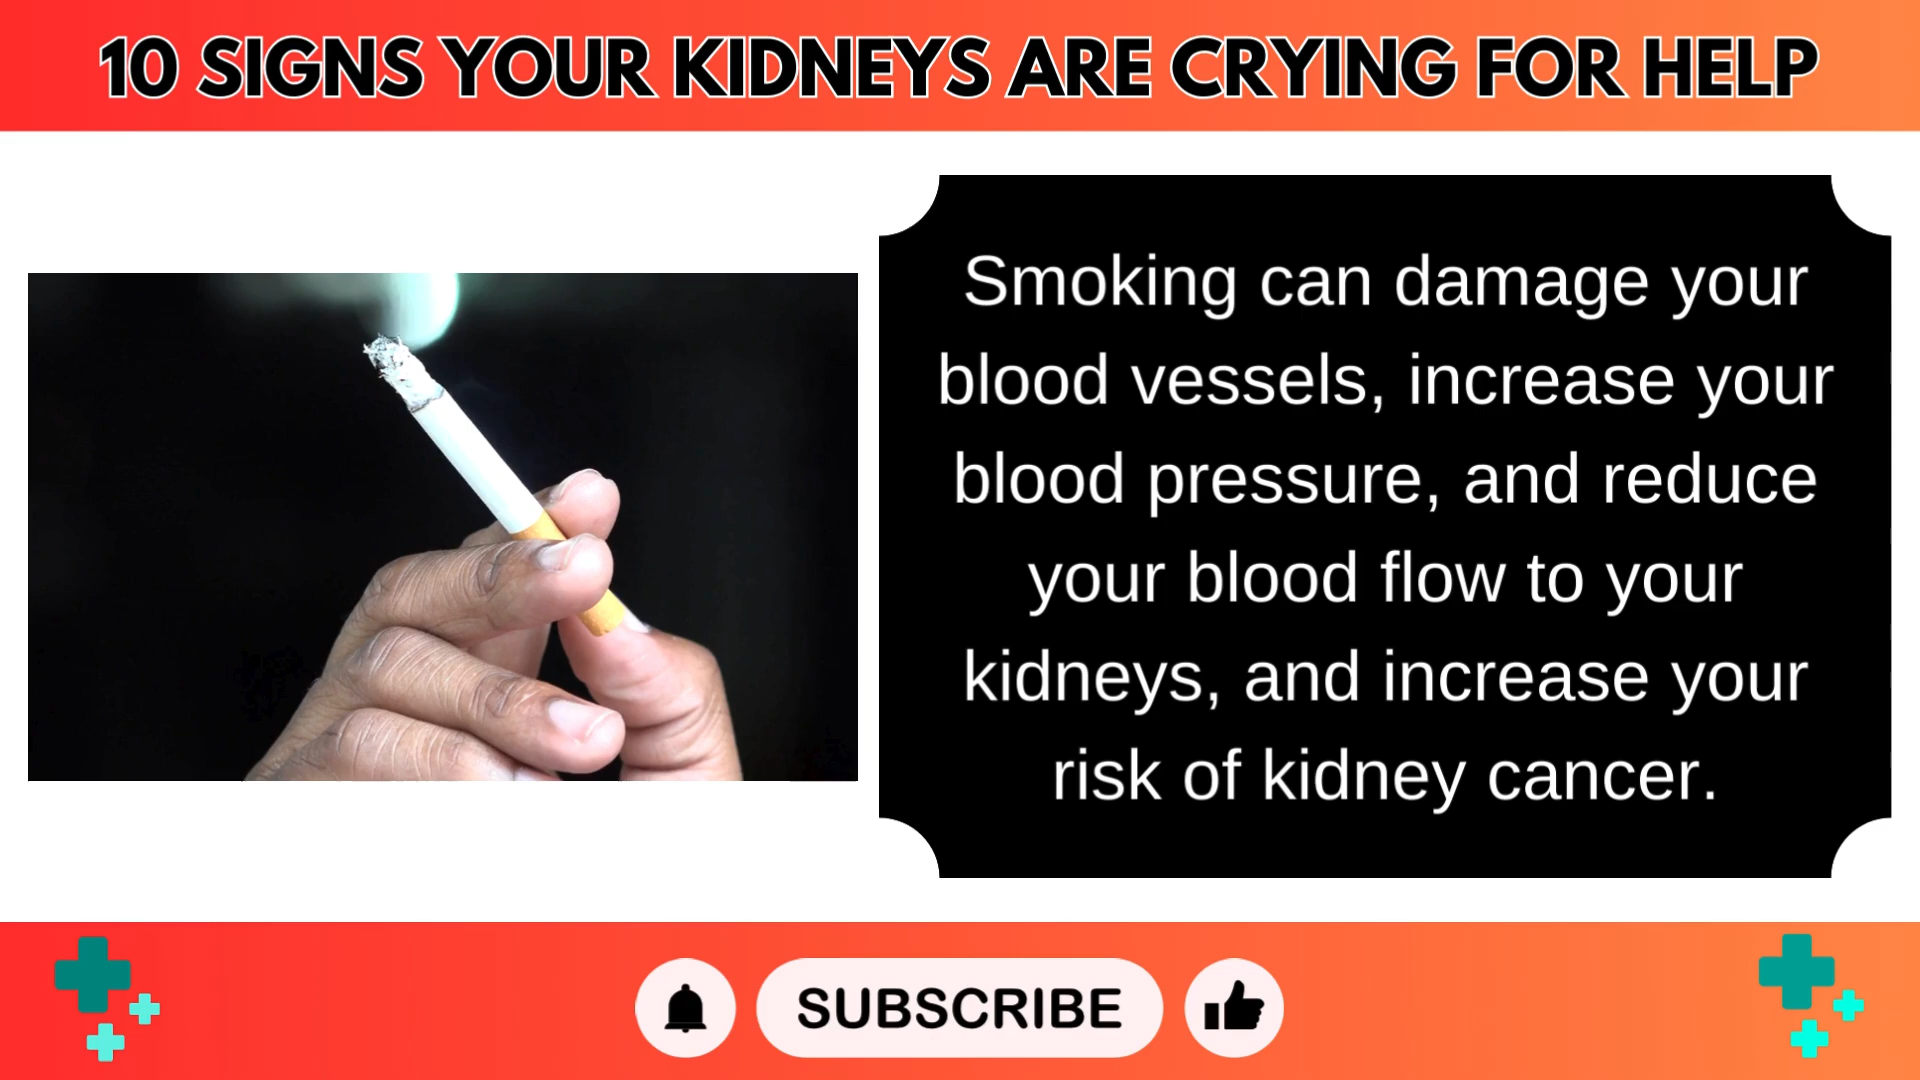 10 SIGNS YOUR KIDNEYS ARE CRYING FOR HELP
Smoking can damage your
blood vessels, increase your
blood pressure, and reduce
your blood flow to your
kidneys, and increase your
risk of kidney cancer.
SUBSCRIBE